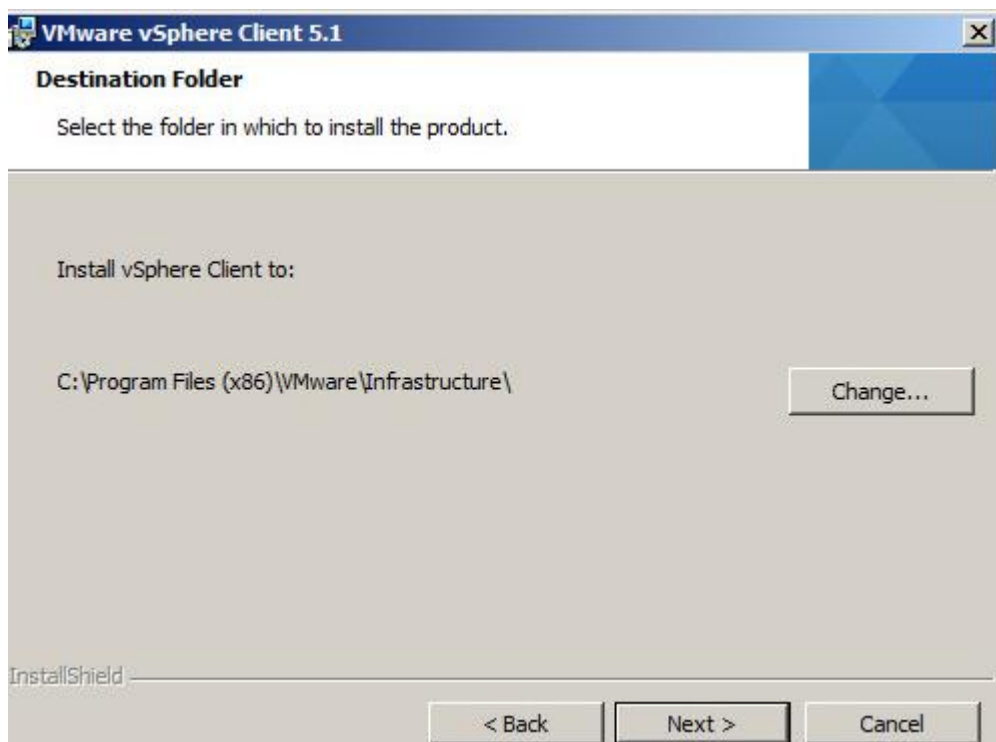 VMware vSphere Client 5.1
Destination Folder
Select the folder in which to install the product.
Install vSphere Client to:
C:\Program Files (x86)\VMware\Infrastructure\
Change...
InstallShield
< Back
Next >
Cancel